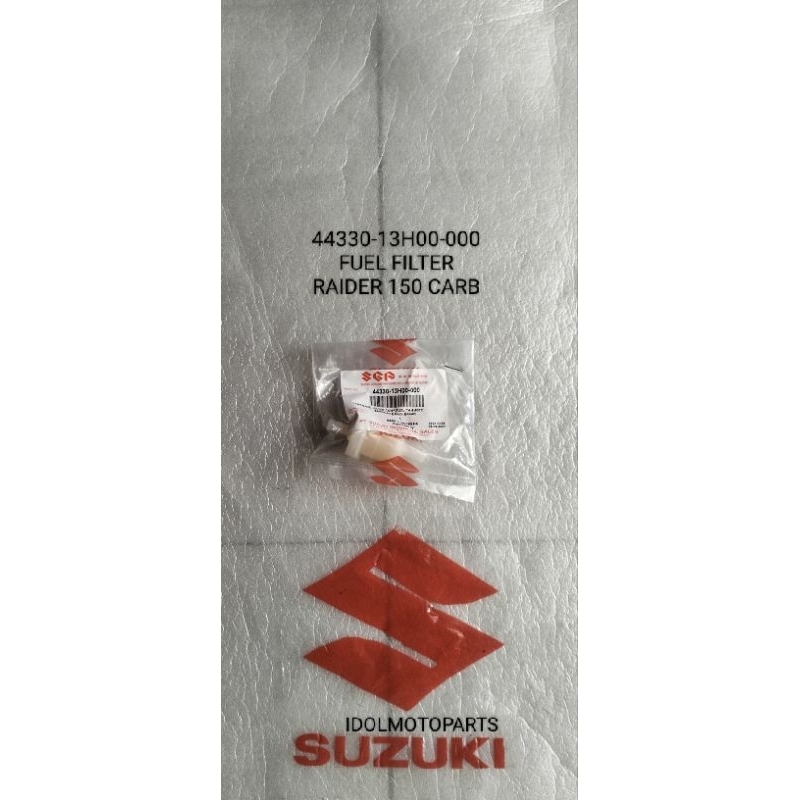 44330-13H00-000
FUEL FILTER
RAIDER 150 CARB
SGP
44330-13H00-000
IDOLMOTOPARTS
SUZUKI